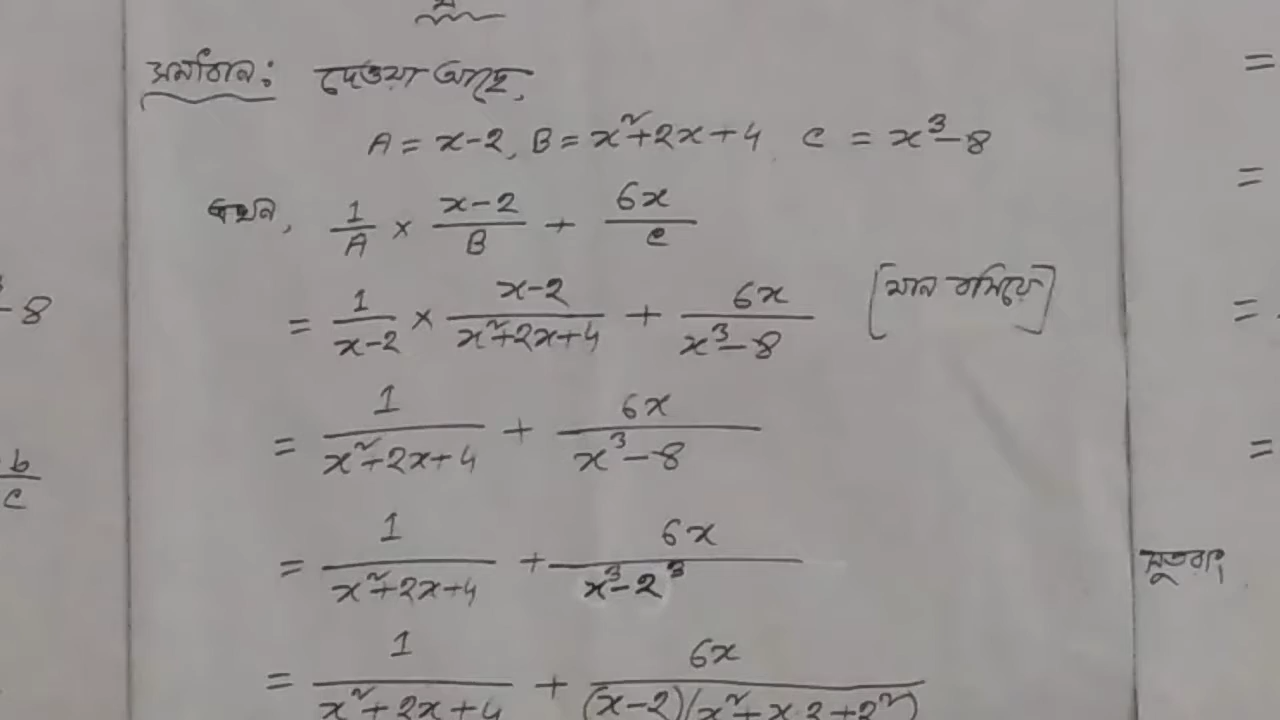 সমাধান: দেওয়া আছে,
A = x-2, B = x²+2x+4 C = x³-8
এখন, 1/A × (x-2)/B + 6x/C
= 1/(x-2) × (x-2)/(x²+2x+4) + 6x/(x³-8) [মান বসিয়ে]
= 1/(x²+2x+4) + 6x/(x³-8)
= 1/(x²+2x+4) + 6x/(x³-2³)
= 1/(x²+2x+4) + 6x/((x-2)(x²+x.2+2²))
-8
b/c
=
=
=
=
সুতরাং